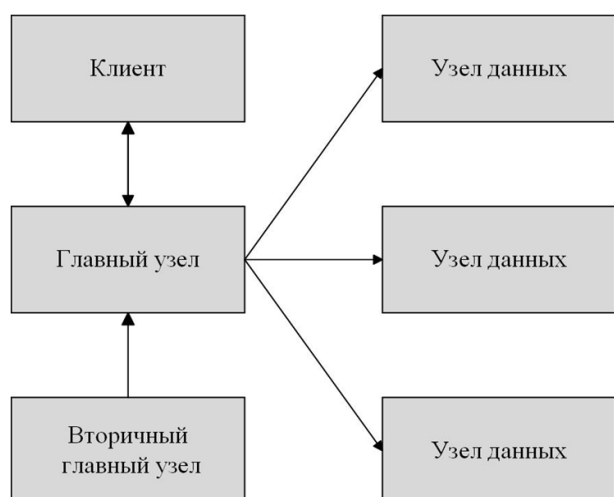 Клиент
Узел данных
Главный узел
Узел данных
Вторичный
главный узел
Узел данных